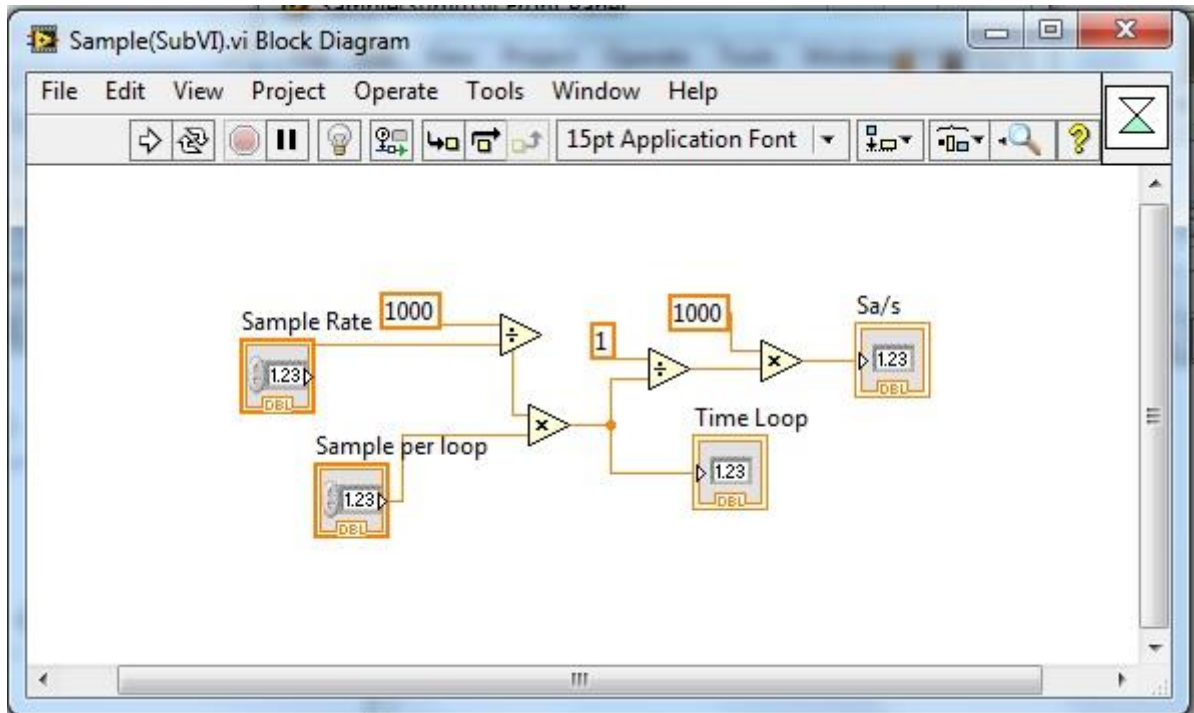 Sample(SubVI).vi Block Diagram
File Edit View Project Operate Tools Window Help
15pt Application Font
Sample Rate
1000
1.23
DBL
Sample per loop
1.23
DBL
÷
×
1
÷
1000
×
Sa/s
1.23
DBL
Time Loop
1.23
DBL